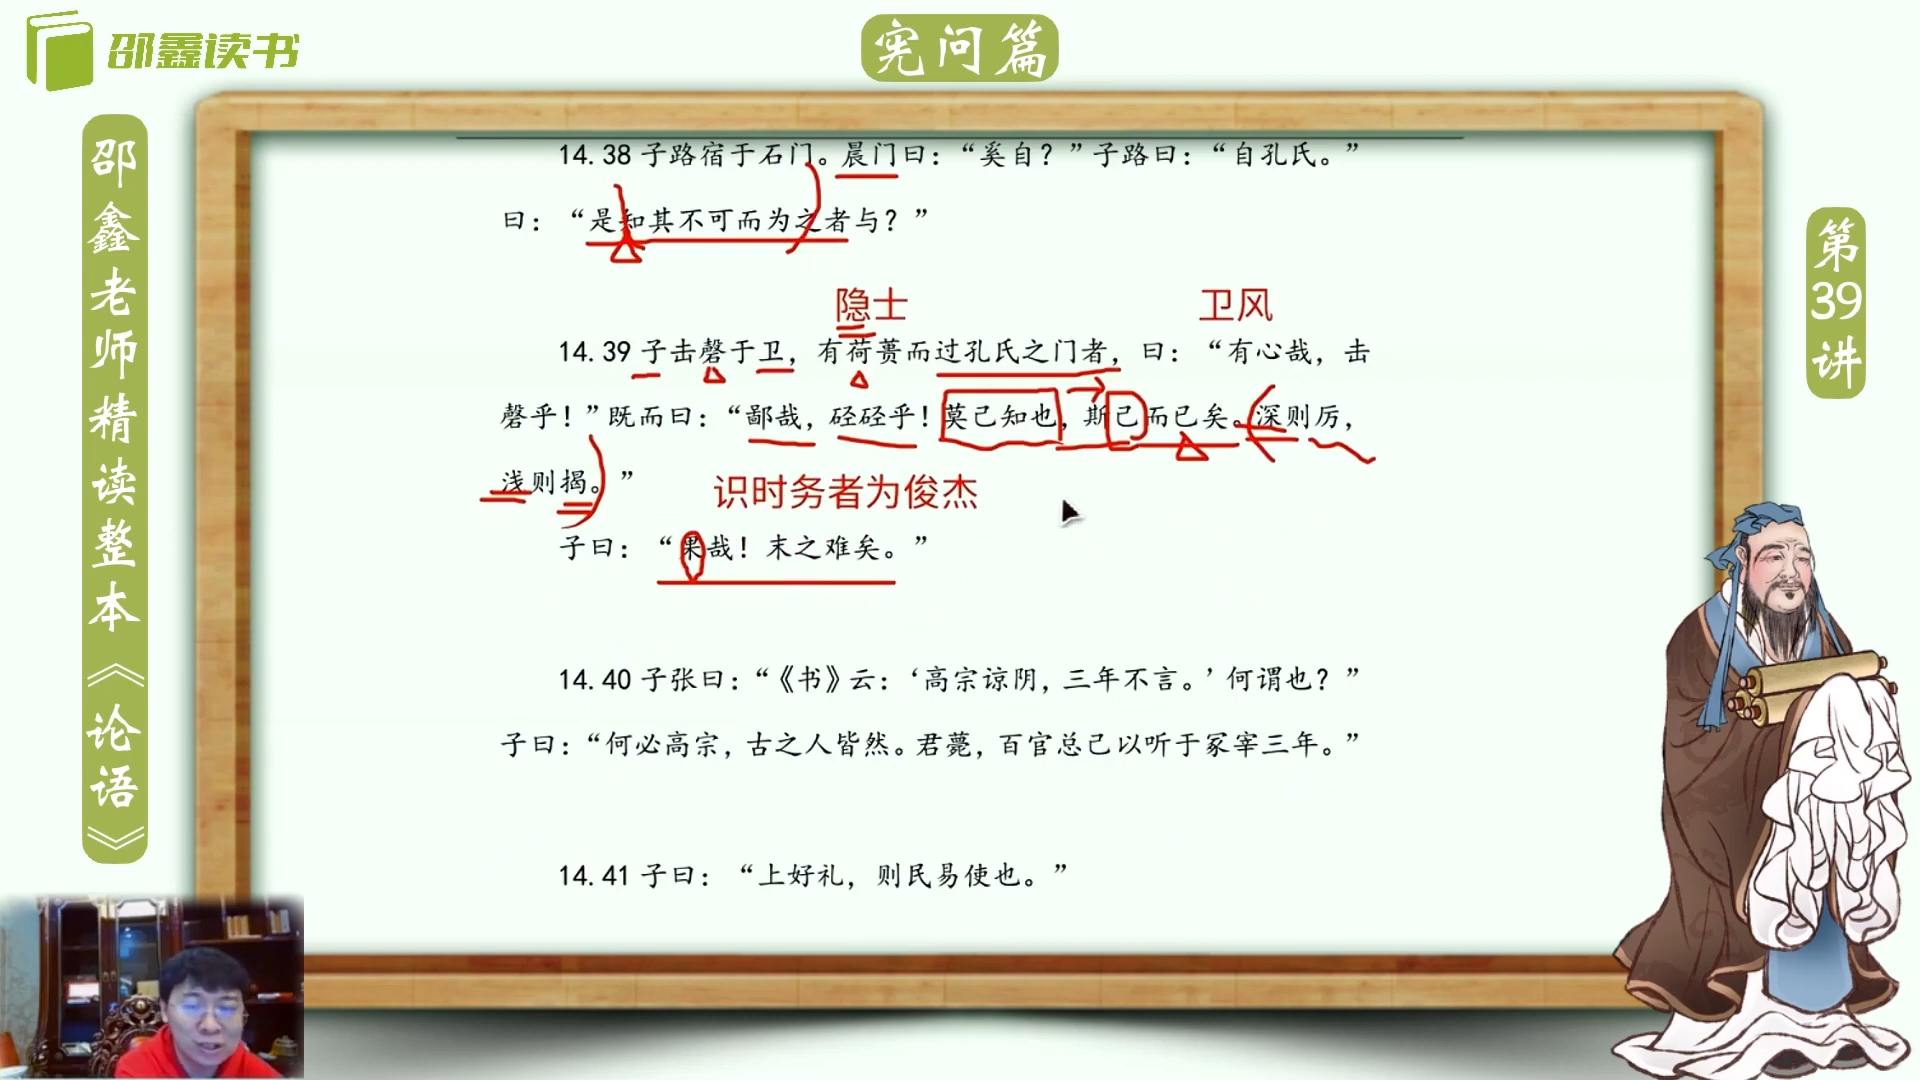 邵鑫读书
宪问篇
邵鑫老师精读整本《论语》
第39讲
14.38 子路宿于石门。晨门曰：“奚自？”子路曰：“自孔氏。”
曰：“是知其不可而为之者与？”
隐士
卫风
14.39 子击磬于卫，有荷蒉而过孔氏之门者，曰：“有心哉，击
磬乎！”既而曰：“鄙哉，硁硁乎！莫己知也，斯己而已矣。深则厉，
浅则揭。”
识时务者为俊杰
子曰：“果哉！末之难矣。”
14.40 子张曰：“《书》云：‘高宗谅阴，三年不言。’何谓也？”
子曰：“何必高宗，古之人皆然。君薨，百官总己以听于冢宰三年。”
14.41 子曰：“上好礼，则民易使也。”